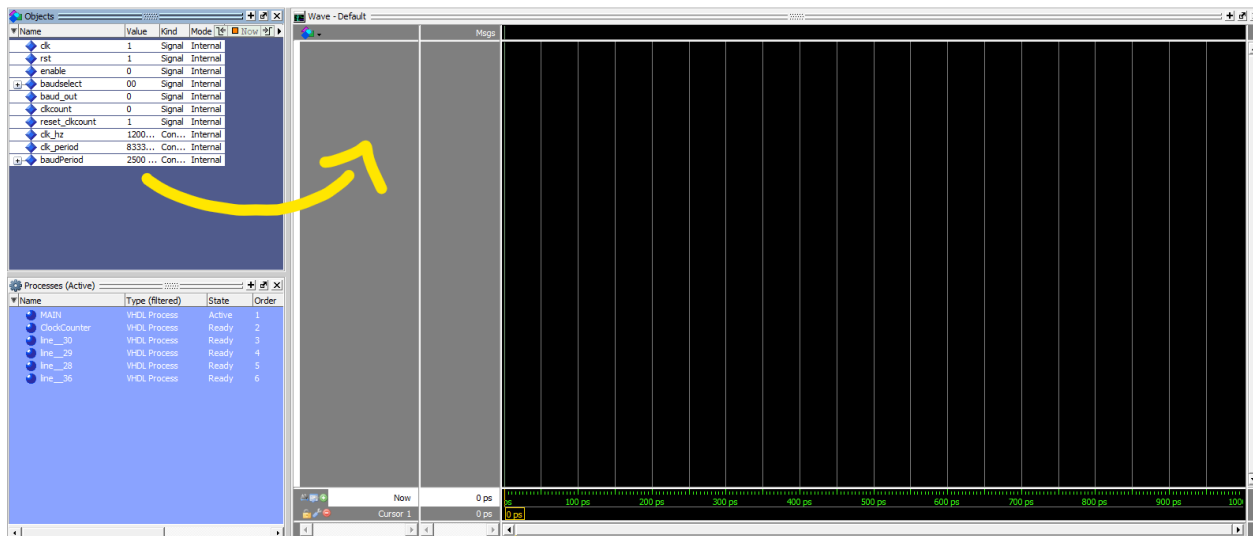 Objects
Name Value Kind Mode Now
clk 1 Signal Internal
rst 1 Signal Internal
enable 0 Signal Internal
baudselect 00 Signal Internal
baud_out 0 Signal Internal
clkcount 0 Signal Internal
reset_clkcount 1 Signal Internal
clk_hz 1200... Con... Internal
clk_period 8333... Con... Internal
baudPeriod 2500 ... Con... Internal
Processes (Active)
Name Type (filtered) State Order
MAIN VHDL Process Active 1
ClockCounter VHDL Process Ready 2
line__30 VHDL Process Ready 3
line__29 VHDL Process Ready 4
line__28 VHDL Process Ready 5
line__36 VHDL Process Ready 6
Wave - Default
Msgs
Now 0 ps
Cursor 1 0 ps
ps 100 ps 200 ps 300 ps 400 ps 500 ps 600 ps 700 ps 800 ps 900 ps 100
0 ps